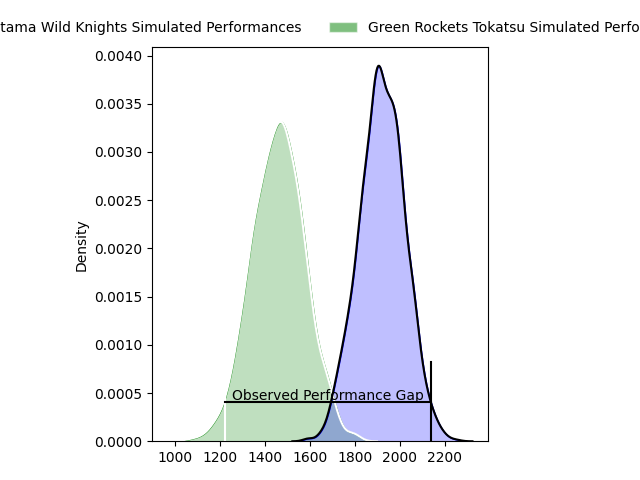 tama Wild Knights Simulated Performances
Green Rockets Tokatsu Simulated Perfo
0.0040
0.0035
0.0030
0.0025
0.0020
0.0015
0.0010
0.0005
0.0000
Density
Observed Performance Gap
1000 1200 1400 1600 1800 2000 2200